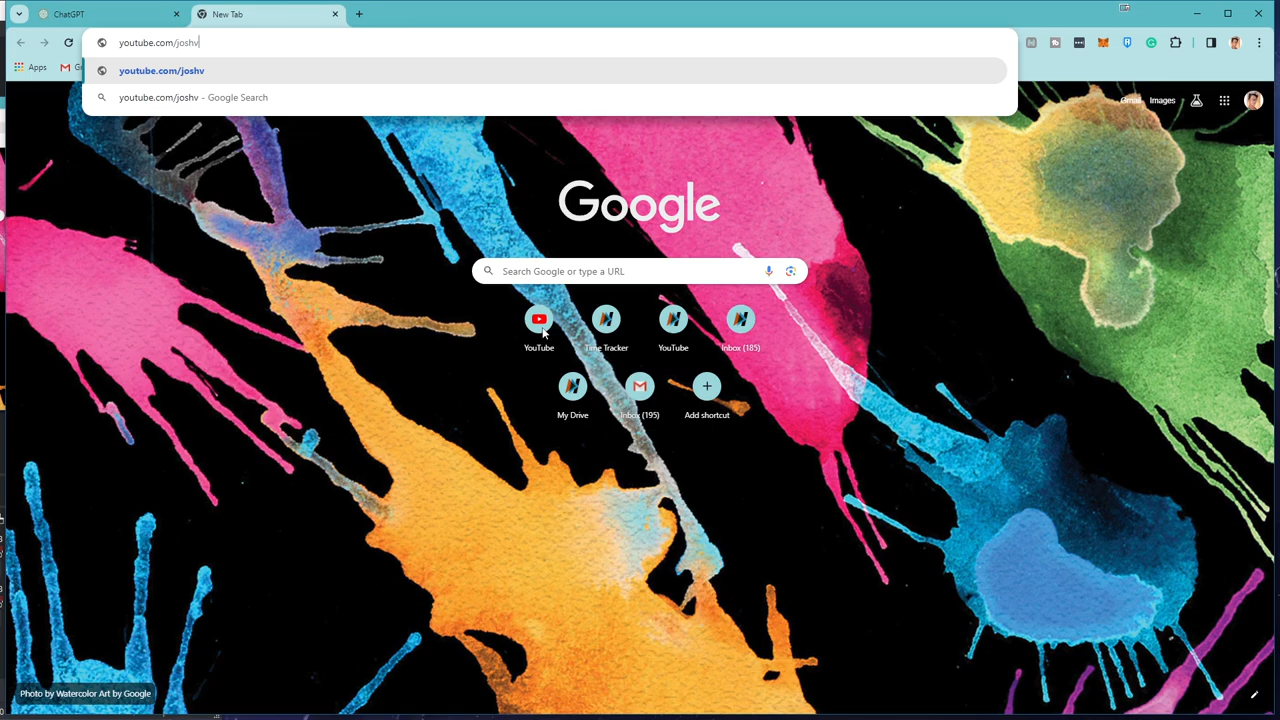 ChatGPT
New Tab
youtube.com/joshv
Apps
youtube.com/joshv
youtube.com/joshv - Google Search
Gmail
Images
Google
Search Google or type a URL
YouTube
Time Tracker
YouTube
Inbox (185)
My Drive
Inbox (195)
Add shortcut
Photo by Watercolor Art by Google